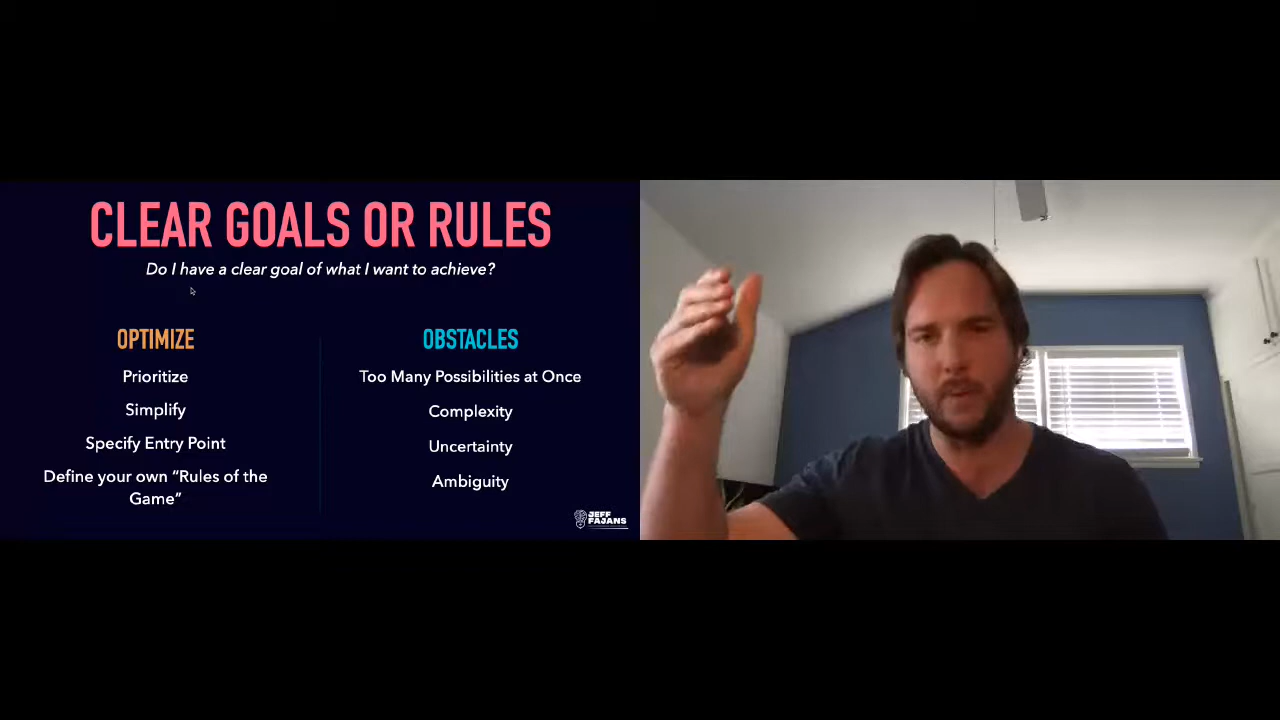 CLEAR GOALS OR RULES
Do I have a clear goal of what I want to achieve?
OPTIMIZE
Prioritize
Simplify
Specify Entry Point
Define your own “Rules of the
Game”
OBSTACLES
Too Many Possibilities at Once
Complexity
Uncertainty
Ambiguity
JEFF
FAJANS